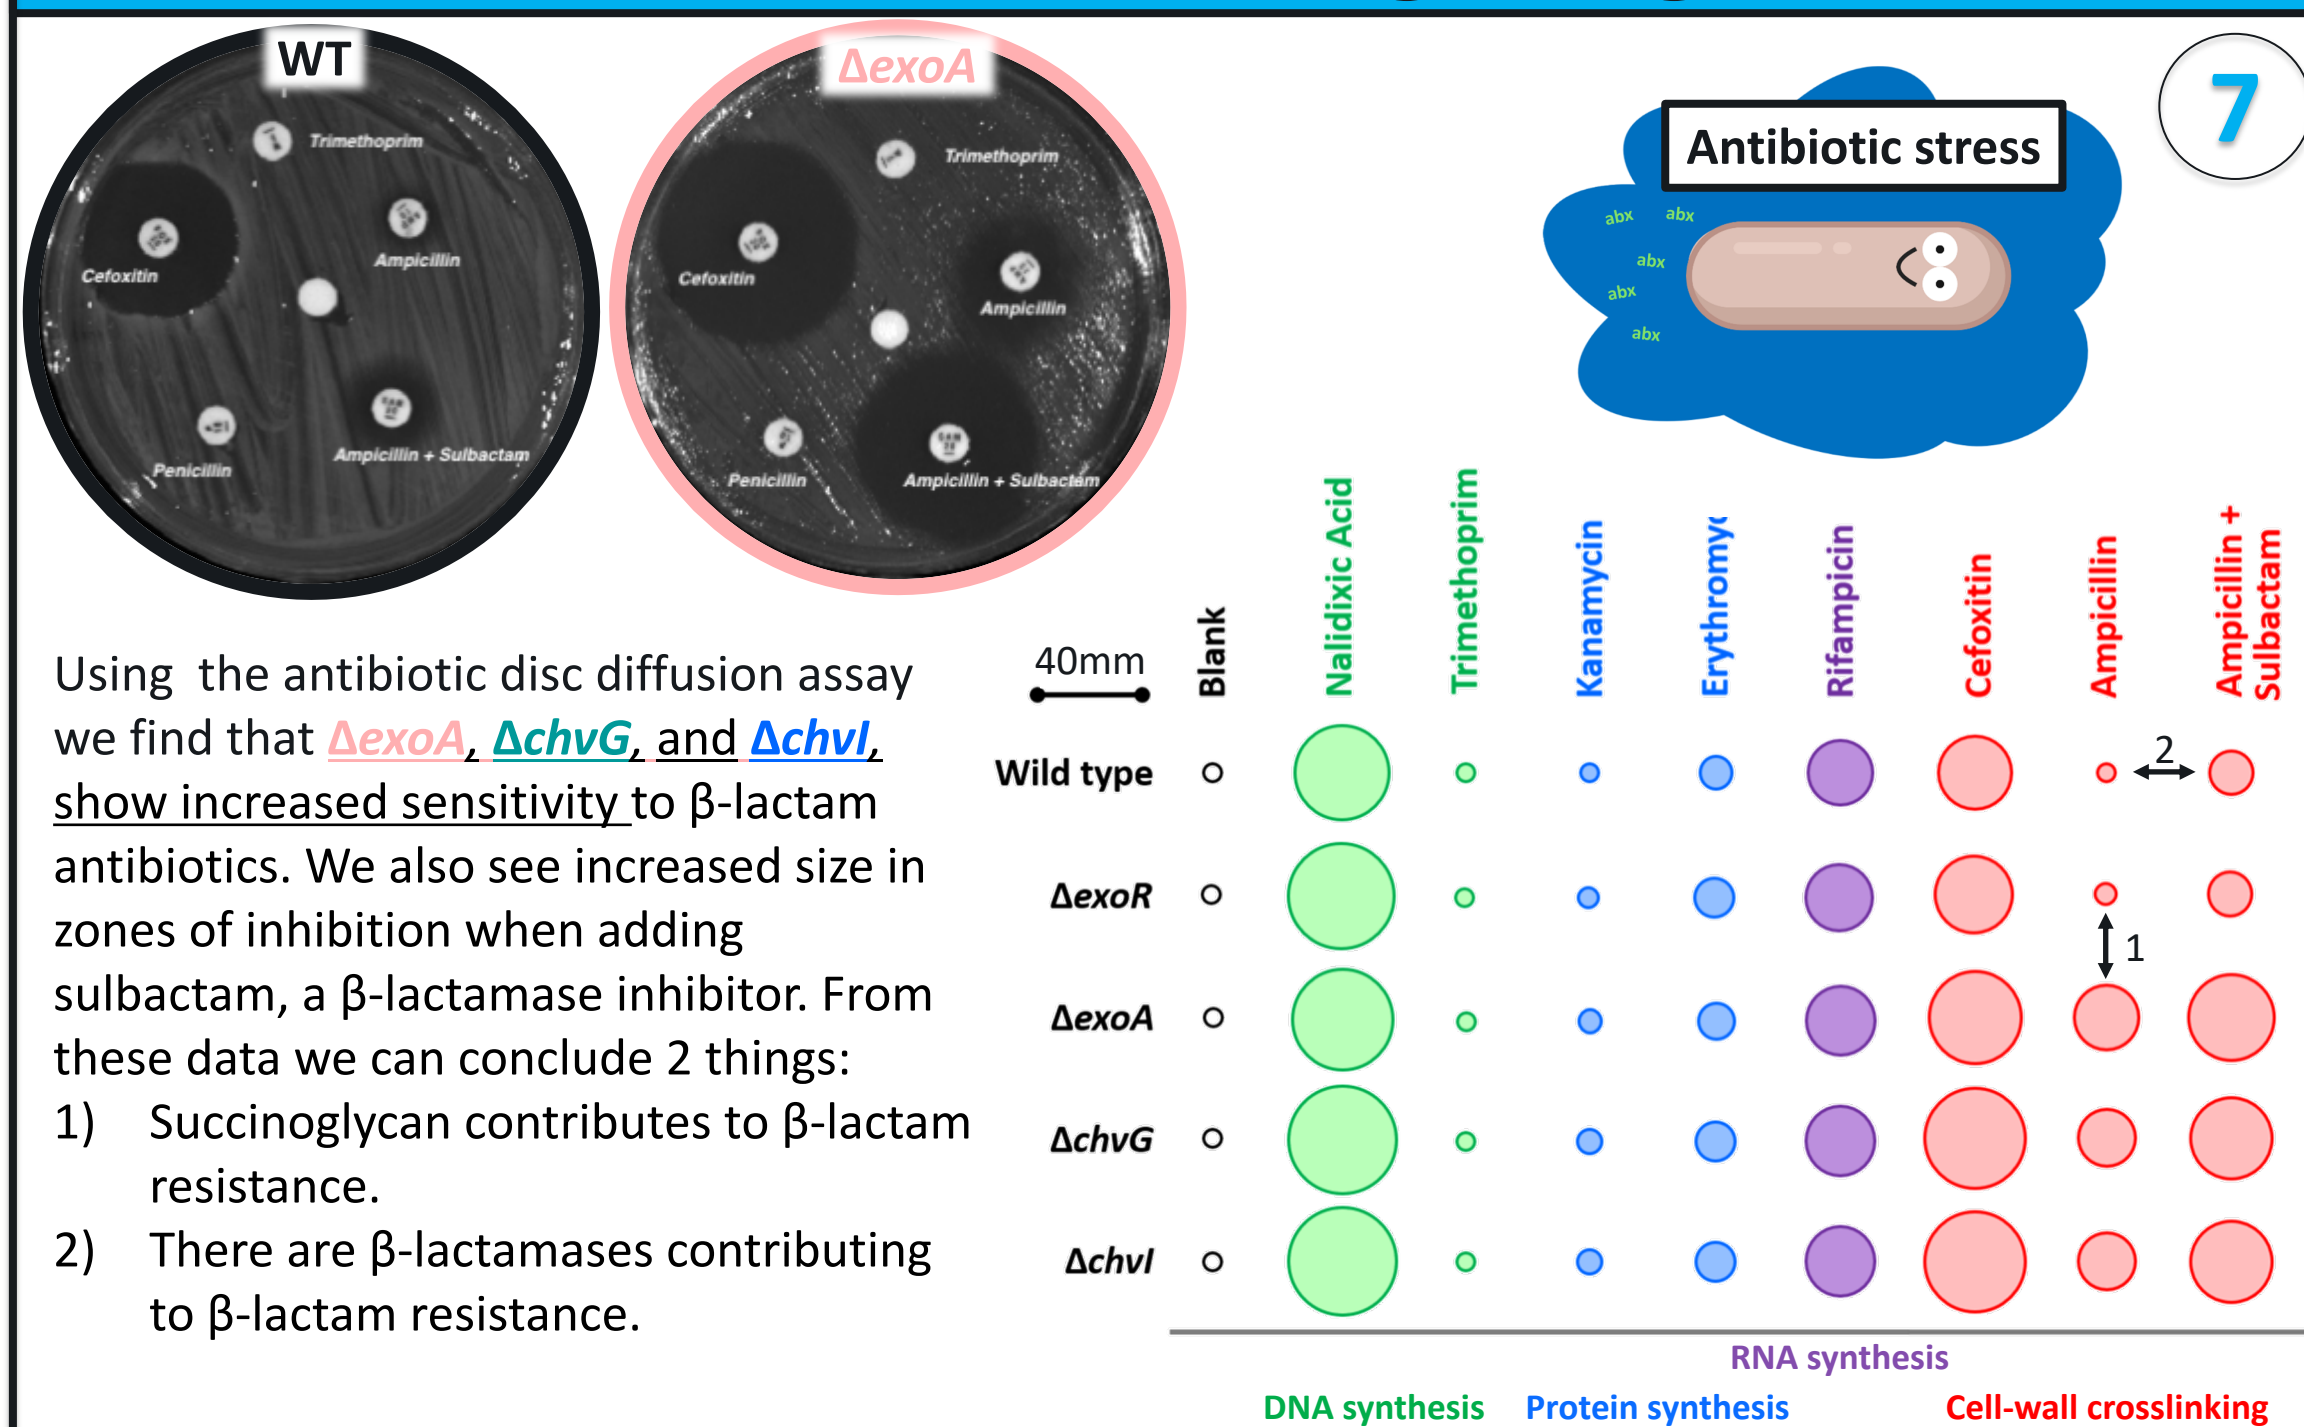 WT
Trimethoprim
Cefoxitin
Ampicillin
Penicillin
Ampicillin + Sulbactam
ΔexoA
Trimethoprim
Cefoxitin
Ampicillin
Penicillin
Ampicillin + Sulbactam
Antibiotic stress
7
abx abx
abx
abx
abx
Using the antibiotic disc diffusion assay
we find that ΔexoA, ΔchvG, and ΔchvI,
show increased sensitivity to β-lactam
antibiotics. We also see increased size in
zones of inhibition when adding
sulbactam, a β-lactamase inhibitor. From
these data we can conclude 2 things:
1) Succinoglycan contributes to β-lactam
resistance.
2) There are β-lactamases contributing
to β-lactam resistance.
40mm
Blank
Nalidixic Acid
Trimethoprim
Kanamycin
Erythromyc
Rifampicin
Cefoxitin
Ampicillin
Ampicillin +
Sulbactam
Wild type
2
ΔexoR
1
ΔexoA
ΔchvG
ΔchvI
RNA synthesis
DNA synthesis Protein synthesis Cell-wall crosslinking